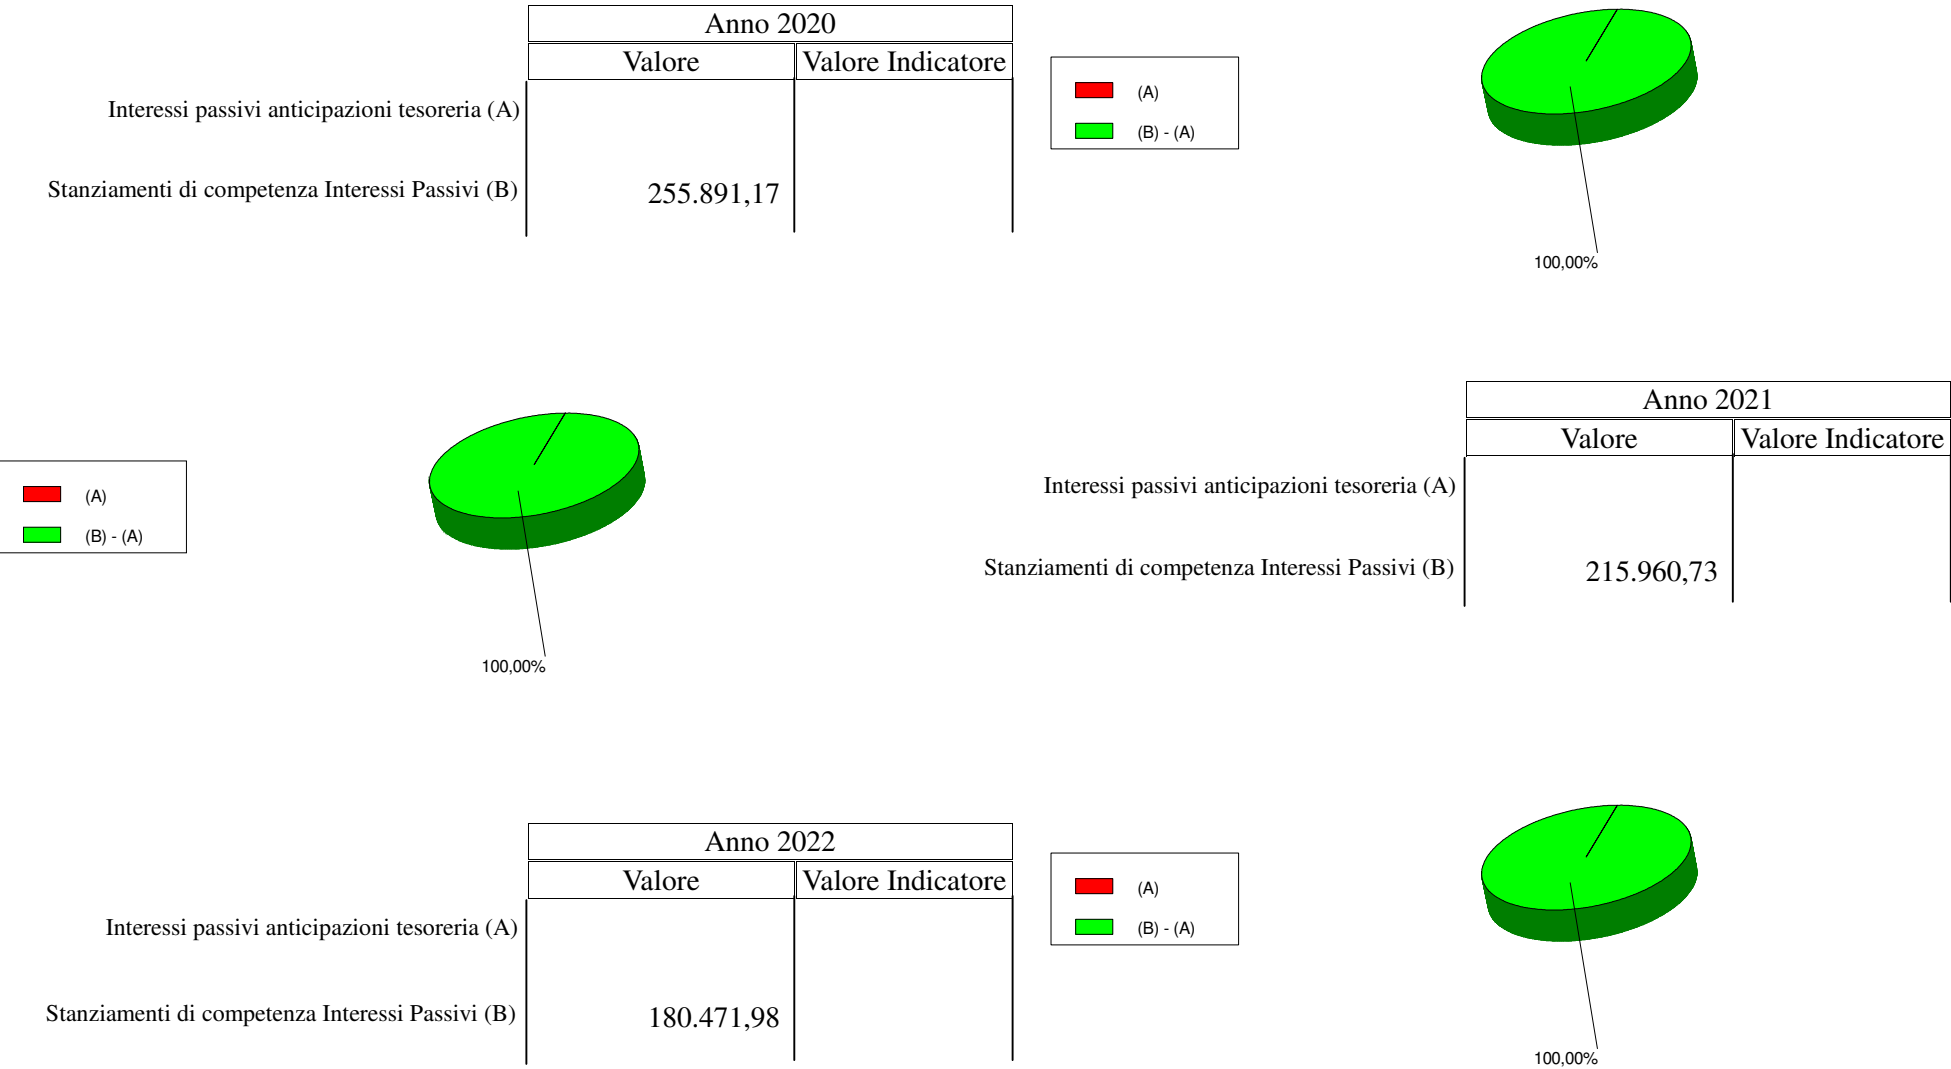 Anno 2020
Valore Valore Indicatore
Interessi passivi anticipazioni tesoreria (A)
Stanziamenti di competenza Interessi Passivi (B) 255.891,17
(A)
(B) - (A)
100,00%
(A)
(B) - (A)
100,00%
Anno 2021
Valore Valore Indicatore
Interessi passivi anticipazioni tesoreria (A)
Stanziamenti di competenza Interessi Passivi (B) 215.960,73
Anno 2022
Valore Valore Indicatore
Interessi passivi anticipazioni tesoreria (A)
Stanziamenti di competenza Interessi Passivi (B) 180.471,98
(A)
(B) - (A)
100,00%